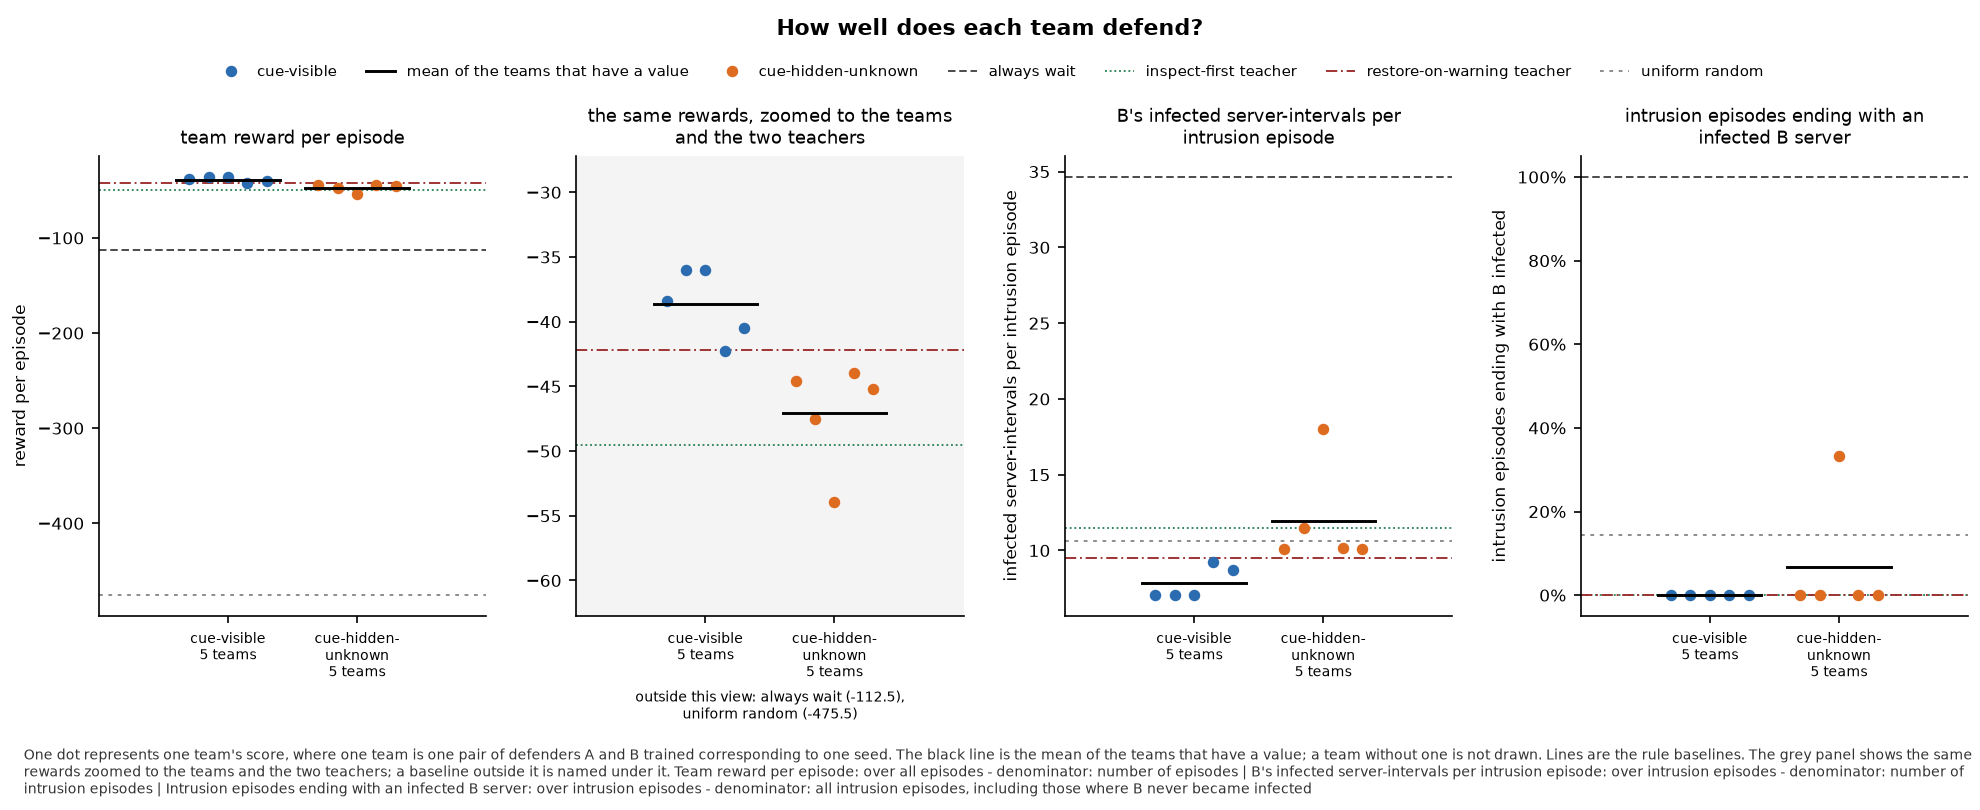 How well does each team defend?
cue-visible
mean of the teams that have a value
cue-hidden-unknown
always wait
inspect-first teacher
restore-on-warning teacher
uniform random
team reward per episode
reward per episode
−100
−200
−300
−400
cue-visible
5 teams
cue-hidden-
unknown
5 teams
the same rewards, zoomed to the teams
and the two teachers
−30
−35
−40
−45
−50
−55
−60
cue-visible
5 teams
cue-hidden-
unknown
5 teams
outside this view: always wait (-112.5),
uniform random (-475.5)
B's infected server-intervals per
intrusion episode
infected server-intervals per intrusion episode
35
30
25
20
15
10
cue-visible
5 teams
cue-hidden-
unknown
5 teams
intrusion episodes ending with an
infected B server
intrusion episodes ending with B infected
100%
80%
60%
40%
20%
0%
cue-visible
5 teams
cue-hidden-
unknown
5 teams
One dot represents one team's score, where one team is one pair of defenders A and B trained corresponding to one seed. The black line is the mean of the teams that have a value; a team without one is not drawn. Lines are the rule baselines. The grey panel shows the same
rewards zoomed to the teams and the two teachers; a baseline outside it is named under it. Team reward per episode: over all episodes - denominator: number of episodes | B's infected server-intervals per intrusion episode: over intrusion episodes - denominator: number of
intrusion episodes | Intrusion episodes ending with an infected B server: over intrusion episodes - denominator: all intrusion episodes, including those where B never became infected